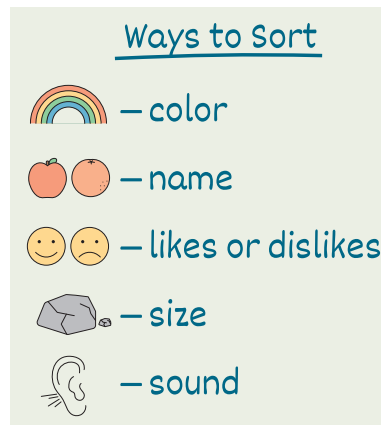 Ways to Sort
– color
– name
– likes or dislikes
– size
– sound